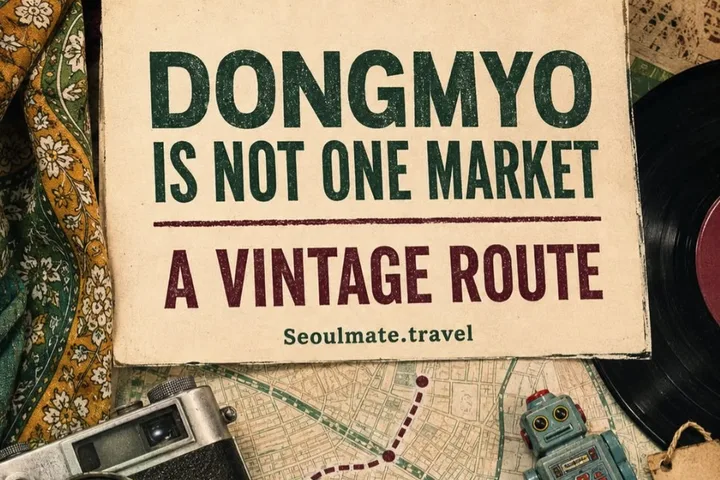 DONGMYO
IS NOT ONE MARKET
A VINTAGE ROUTE
Seoulmate.travel